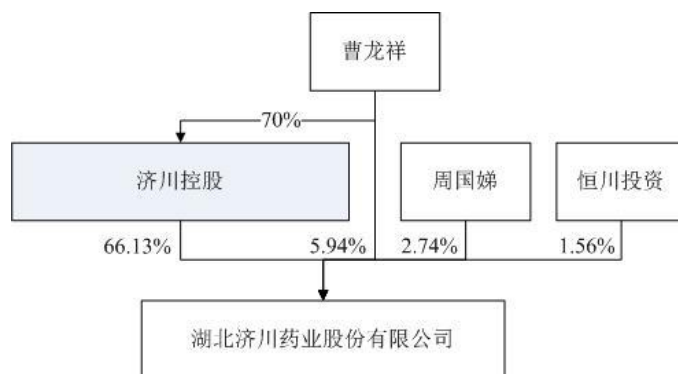 曹龙祥
70%
济川控股
周国娣
恒川投资
66.13%
5.94%
2.74%
1.56%
湖北济川药业股份有限公司